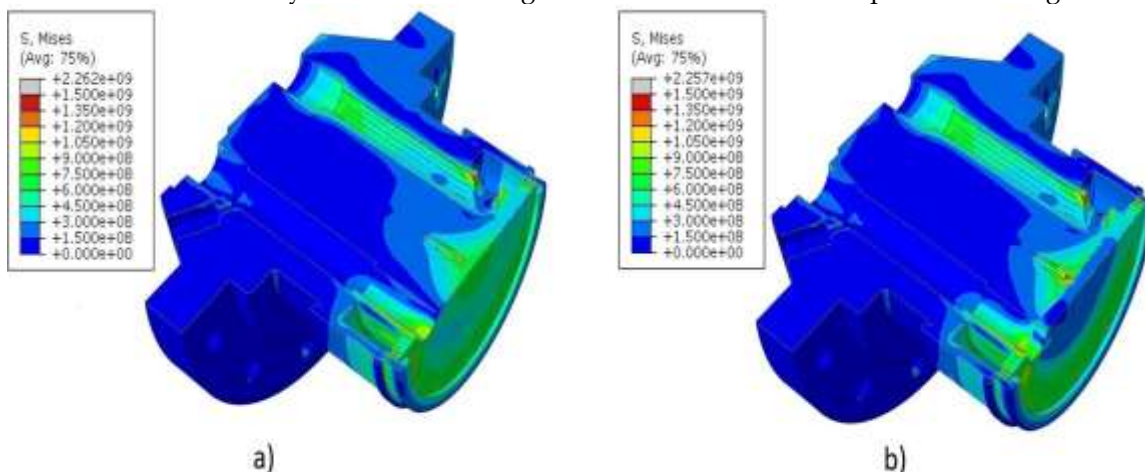 S, Mises
(Avg: 75%)
+2.262e+09
+1.500e+09
+1.350e+09
+1.200e+09
+1.050e+09
+9.000e+08
+7.500e+08
+6.000e+08
+4.500e+08
+3.000e+08
+1.500e+08
+0.000e+00
a)
S, Mises
(Avg: 75%)
+2.257e+09
+1.500e+09
+1.350e+09
+1.200e+09
+1.050e+09
+9.000e+08
+7.500e+08
+6.000e+08
+4.500e+08
+3.000e+08
+1.500e+08
+0.000e+00
b)